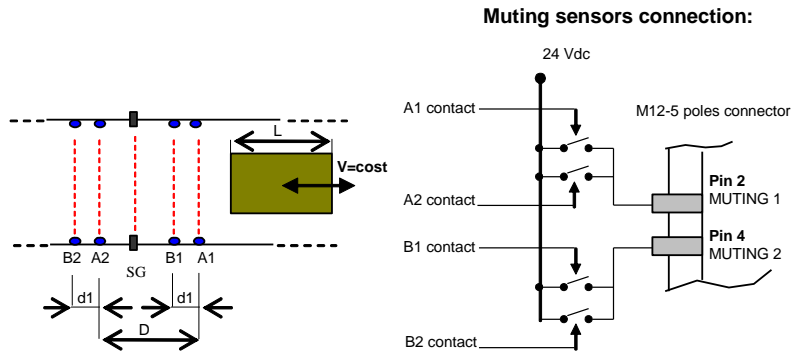 Muting sensors connection:
24 Vdc
A1 contact
M12-5 poles connector
L
V=cost
Pin 2
MUTING 1
A2 contact
B1 contact
Pin 4
MUTING 2
B2 A2 B1 A1
SG
d1 d1
D
B2 contact